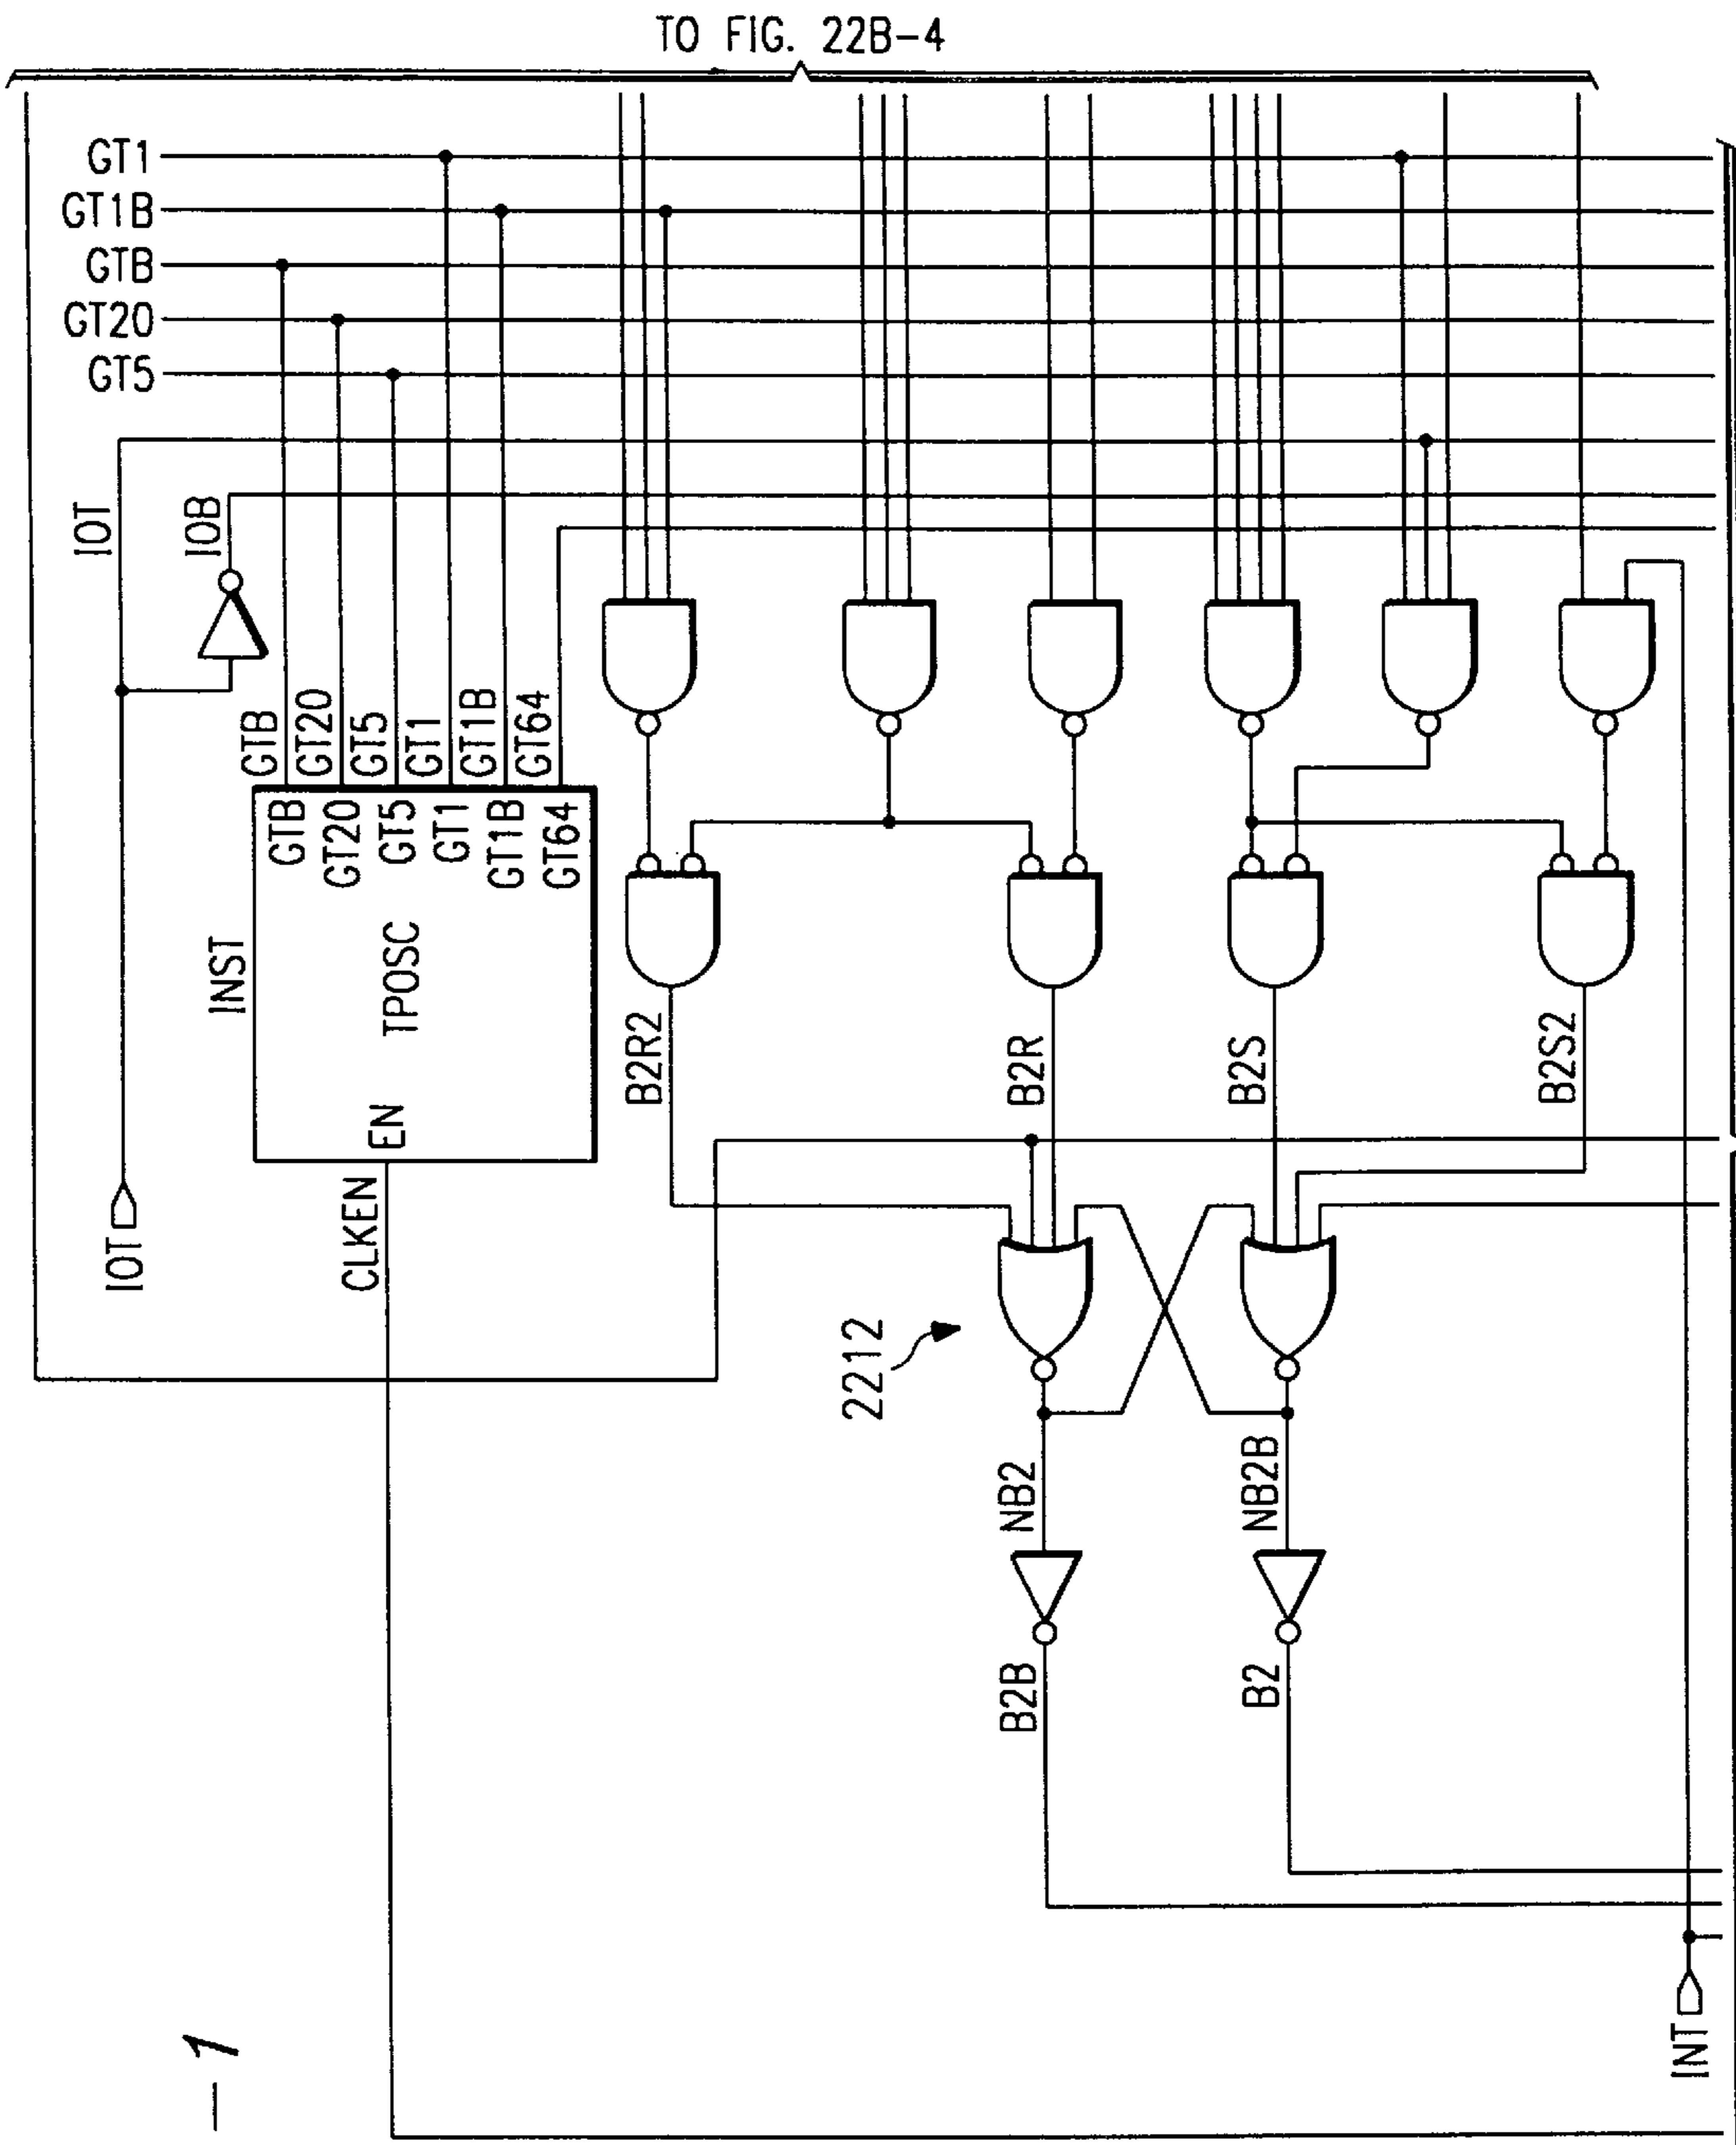 TO FIG. 22B-4
GT1
GT1B
GTB
GT20
GT5
IOT
IOB
GTB
GT20
GT5
GT1
GT1B
GT64
GTB
GT20
GT5
GT1
GT1B
GT64
INST
TPOSC
EN
CLKEN
IOT
B2R2
B2R
B2S
B2S2
2212
NB2
NB2B
B2B
B2
INT
-1